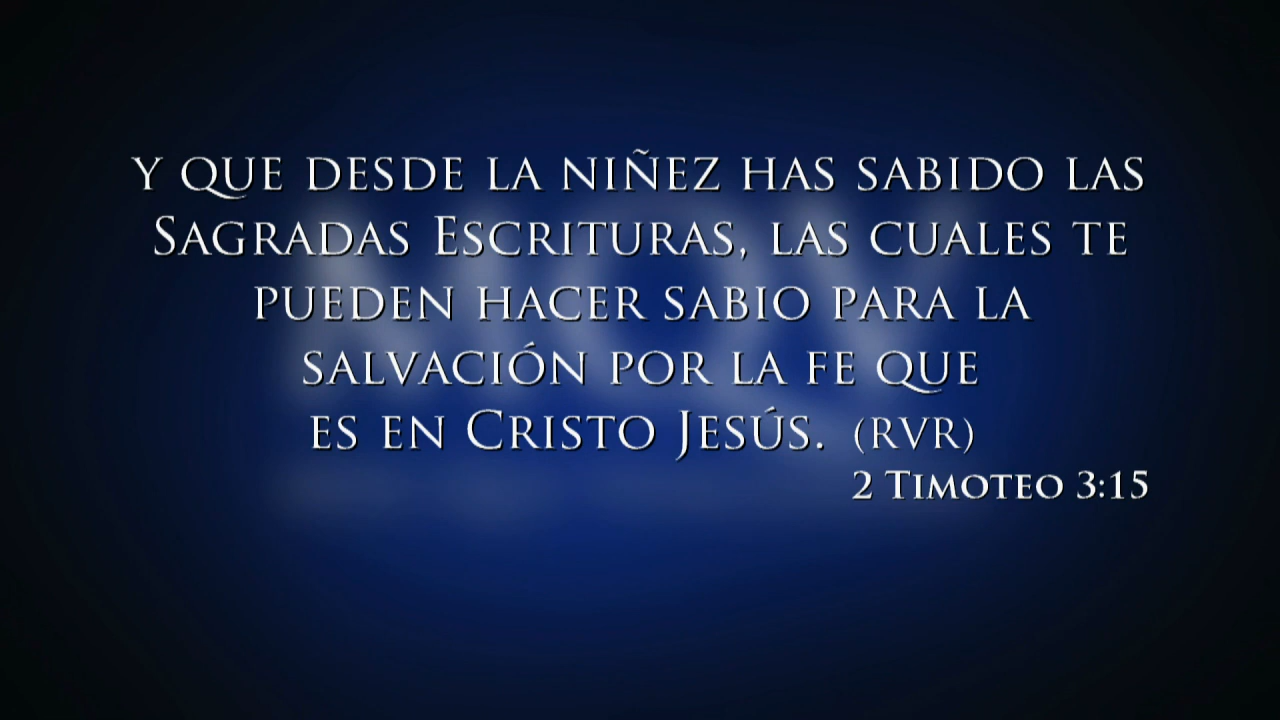 y que desde la niñez has sabido las
Sagradas Escrituras, las cuales te
pueden hacer sabio para la
salvación por la fe que
es en Cristo Jesús. (RVR)
2 Timoteo 3:15